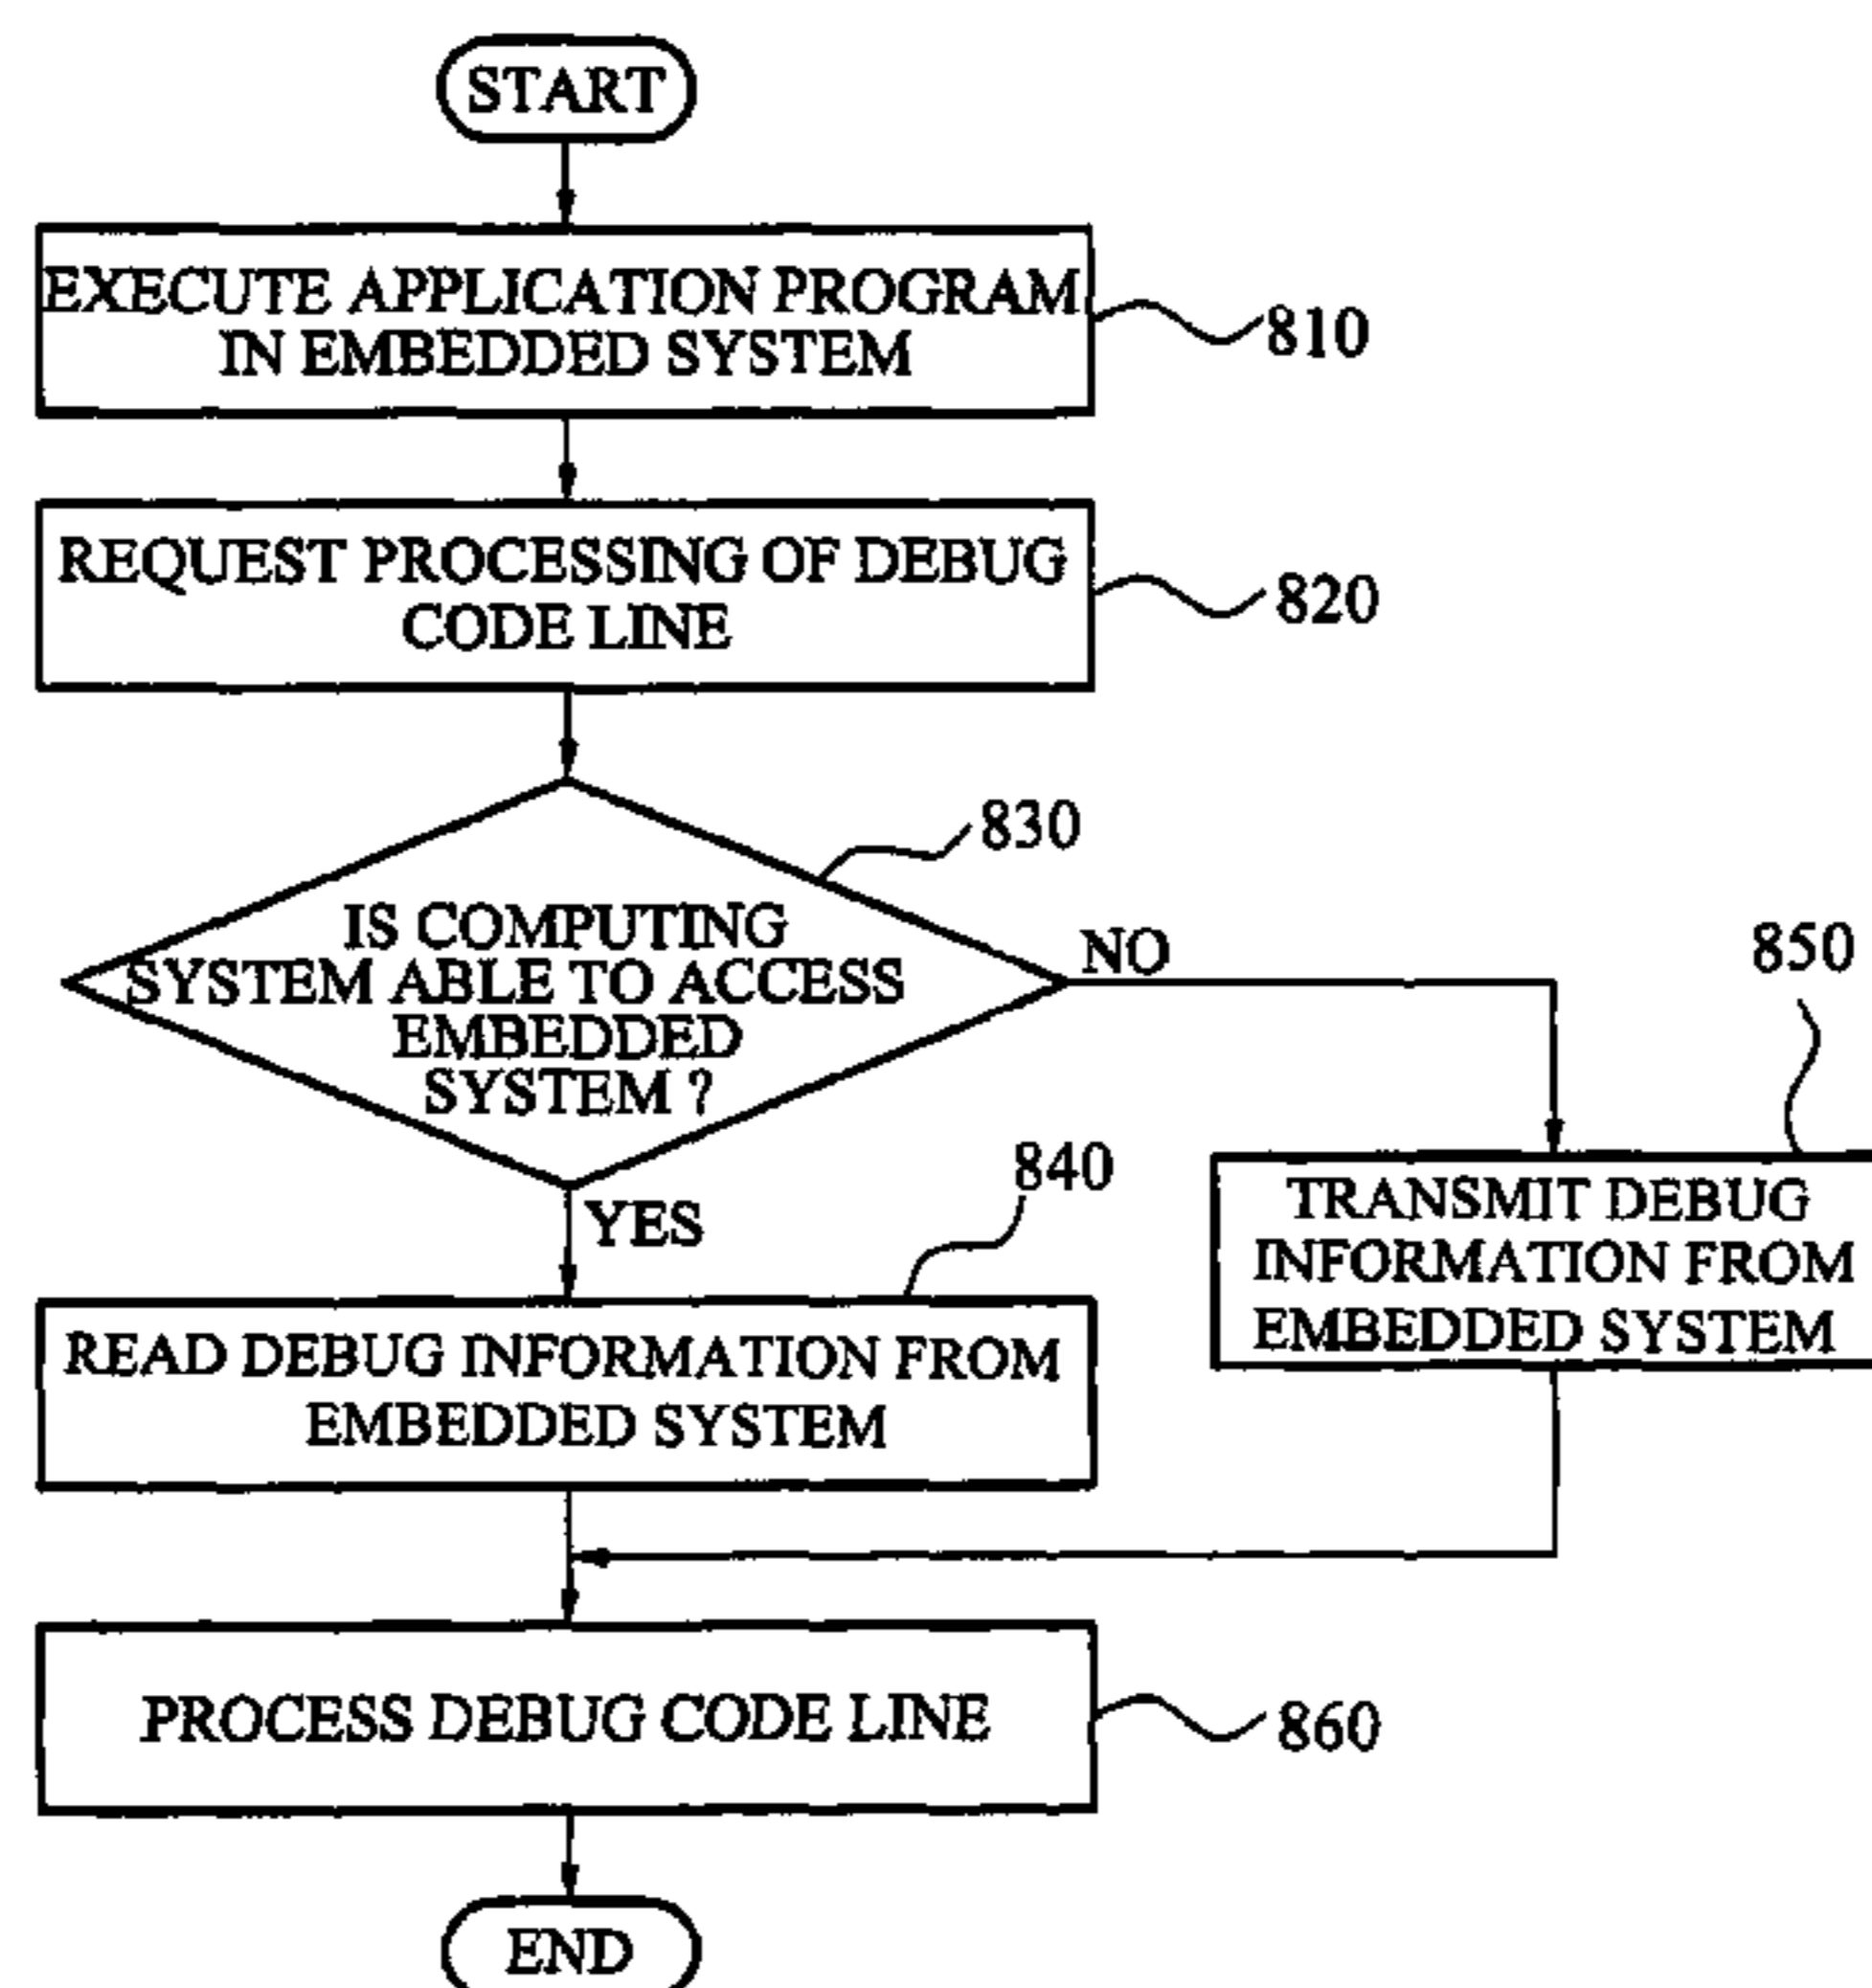 START
EXECUTE APPLICATION PROGRAM
IN EMBEDDED SYSTEM
810
REQUEST PROCESSING OF DEBUG
CODE LINE
820
830
IS COMPUTING
SYSTEM ABLE TO ACCESS
EMBEDDED
SYSTEM ?
NO
YES
840
850
TRANSMIT DEBUG
INFORMATION FROM
EMBEDDED SYSTEM
READ DEBUG INFORMATION FROM
EMBEDDED SYSTEM
PROCESS DEBUG CODE LINE
860
END